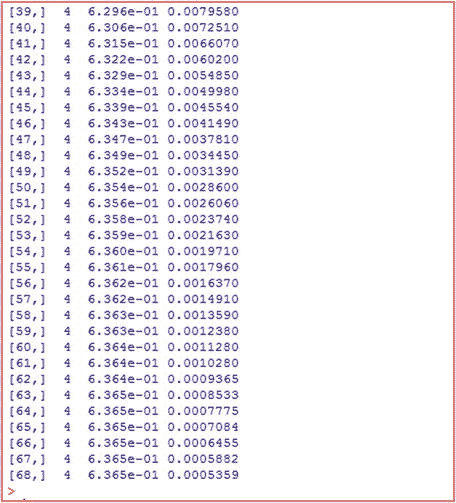 [39,] 4 6.296e-01 0.0079580
[40,] 4 6.306e-01 0.0072510
[41,] 4 6.315e-01 0.0066070
[42,] 4 6.322e-01 0.0060200
[43,] 4 6.329e-01 0.0054850
[44,] 4 6.334e-01 0.0049980
[45,] 4 6.339e-01 0.0045540
[46,] 4 6.343e-01 0.0041490
[47,] 4 6.347e-01 0.0037810
[48,] 4 6.349e-01 0.0034450
[49,] 4 6.352e-01 0.0031390
[50,] 4 6.354e-01 0.0028600
[51,] 4 6.356e-01 0.0026060
[52,] 4 6.358e-01 0.0023740
[53,] 4 6.359e-01 0.0021630
[54,] 4 6.360e-01 0.0019710
[55,] 4 6.361e-01 0.0017960
[56,] 4 6.362e-01 0.0016370
[57,] 4 6.362e-01 0.0014910
[58,] 4 6.363e-01 0.0013590
[59,] 4 6.363e-01 0.0012380
[60,] 4 6.364e-01 0.0011280
[61,] 4 6.364e-01 0.0010280
[62,] 4 6.364e-01 0.0009365
[63,] 4 6.365e-01 0.0008533
[64,] 4 6.365e-01 0.0007775
[65,] 4 6.365e-01 0.0007084
[66,] 4 6.365e-01 0.0006455
[67,] 4 6.365e-01 0.0005882
[68,] 4 6.365e-01 0.0005359
>